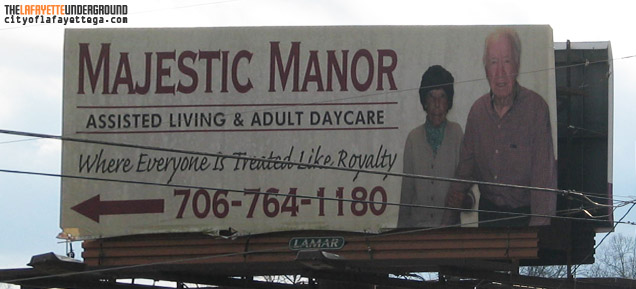 THE LAFAYETTE UNDERGROUND
cityoflafayettega.com
MAJESTIC MANOR
ASSISTED LIVING & ADULT DAYCARE
Where Everyone Is Treated Like Royalty
706-764-1180
LAMAR